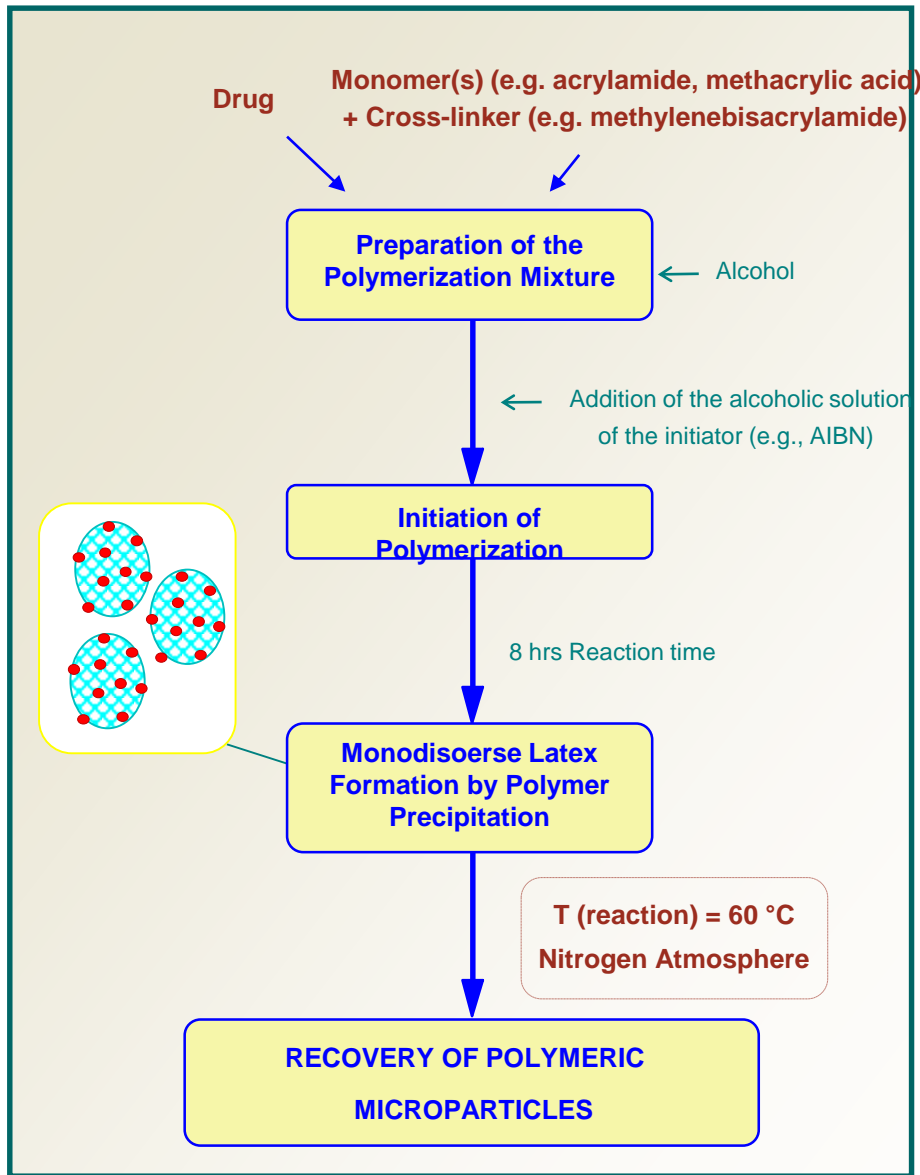 Drug
Monomer(s) (e.g. acrylamide, methacrylic acid)
+ Cross-linker (e.g. methylenebisacrylamide)
Preparation of the
Polymerization Mixture
Alcohol
Addition of the alcoholic solution
of the initiator (e.g., AIBN)
Initiation of
Polymerization
8 hrs Reaction time
Monodisoerse Latex
Formation by Polymer
Precipitation
T (reaction) = 60 °C
Nitrogen Atmosphere
RECOVERY OF POLYMERIC
MICROPARTICLES